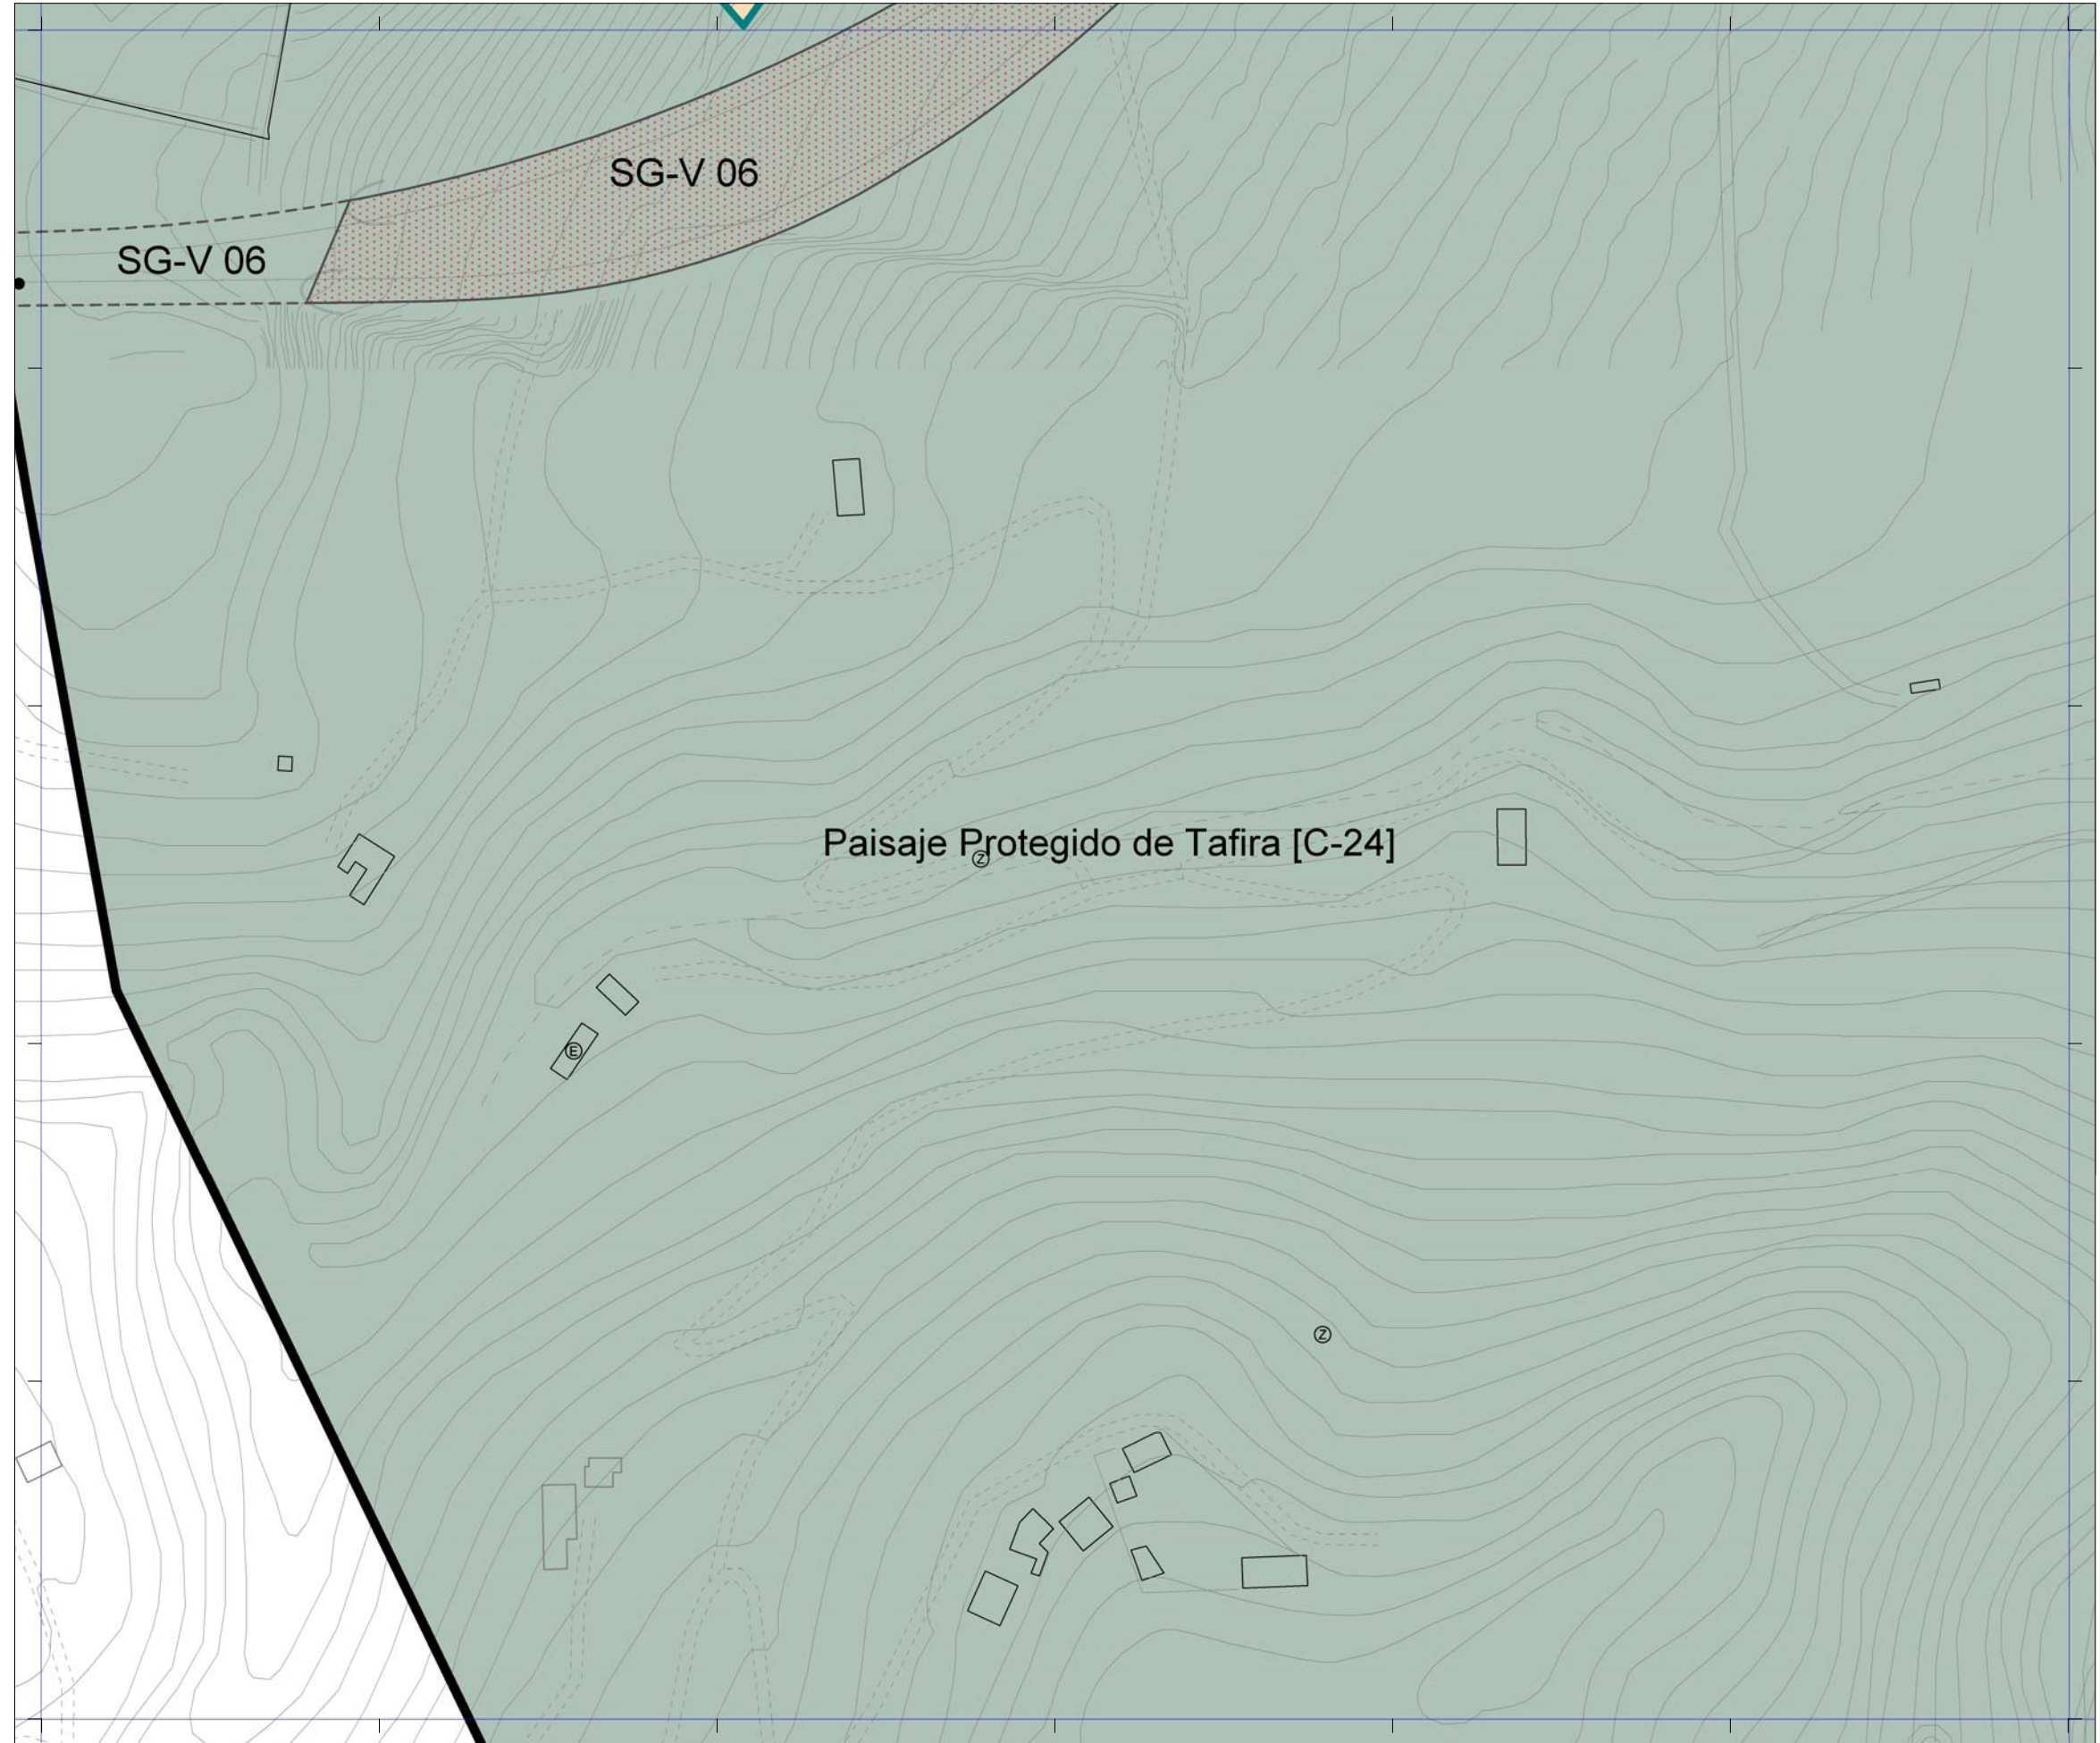 SG-V 06
SG-V 06
Paisaje Protegido de Tafira [C-24]
Z
E
Z